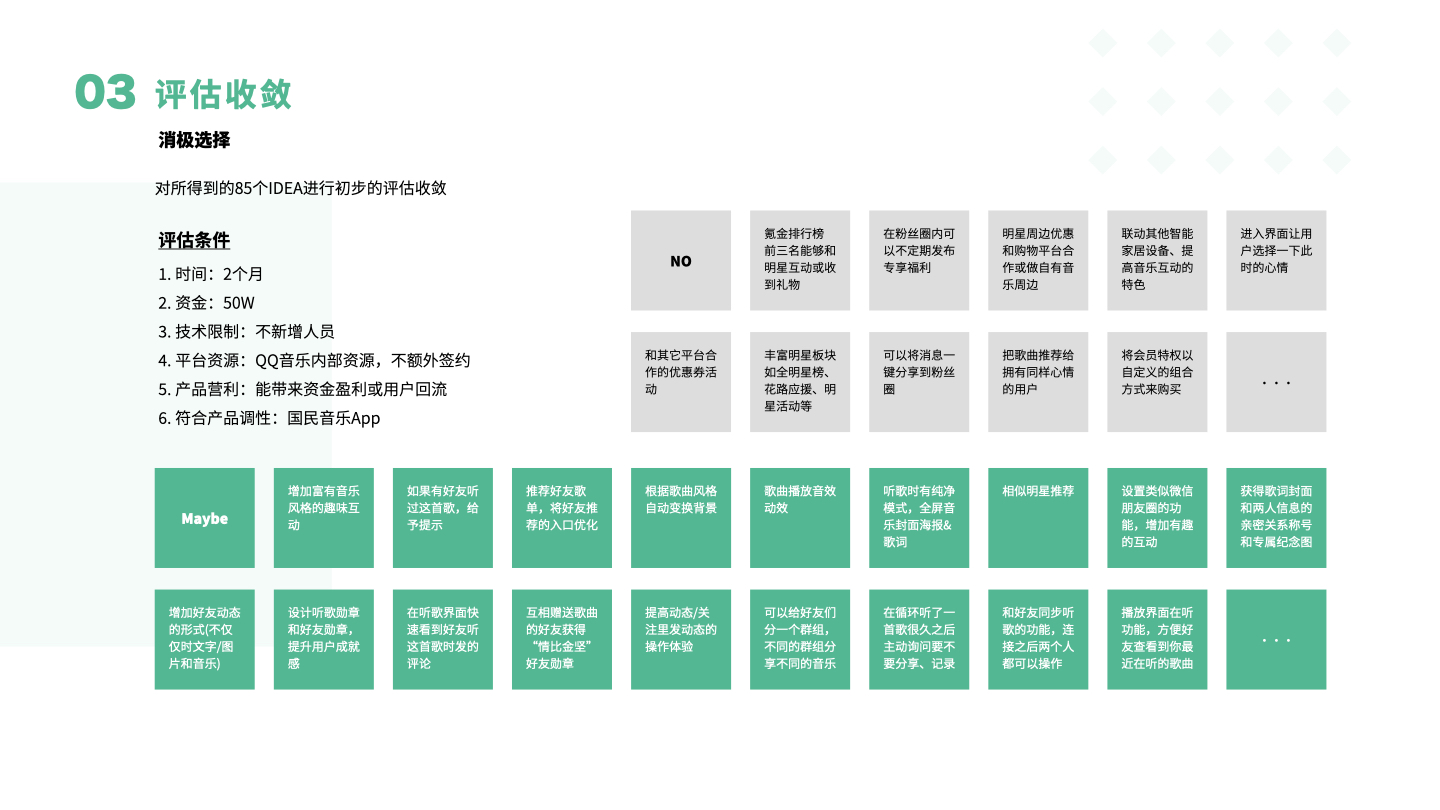 03 评估收敛
消极选择
对所得到的85个IDEA进行初步的评估收敛
评估条件
1. 时间：2个月
2. 资金：50W
3. 技术限制：不新增人员
4. 平台资源：QQ音乐内部资源，不额外签约
5. 产品营利：能带来资金盈利或用户回流
6. 符合产品调性：国民音乐App
NO
氪金排行榜
前三名能够和
明星互动或收
到礼物
在粉丝圈内可
以不定期发布
专享福利
明星周边优惠
和购物平台合
作或做自有音
乐周边
联动其他智能
家居设备、提
高音乐互动的
特色
进入界面让用
户选择一下此
时的心情
和其它平台合
作的优惠券活
动
丰富明星板块
如全明星榜、
花路应援、明
星活动等
可以将消息一
键分享到粉丝
圈
把歌曲推荐给
拥有同样心情
的用户
将会员特权以
自定义的组合
方式来购买
. . .
Maybe
增加富有音乐
风格的趣味互
动
如果有好友听
过这首歌，给
予提示
推荐好友歌
单，将好友推
荐的入口优化
根据歌曲风格
自动变换背景
歌曲播放音效
动效
听歌时有纯净
模式，全屏音
乐封面海报&
歌词
相似明星推荐
设置类似微信
朋友圈的功
能，增加有趣
的互动
获得歌词封面
和两人信息的
亲密关系称号
和专属纪念图
增加好友动态
的形式(不仅
仅时文字/图
片和音乐)
设计听歌勋章
和好友勋章，
提升用户成就
感
在听歌界面快
速看到好友听
这首歌时发的
评论
互相赠送歌曲
的好友获得
“情比金坚”
好友勋章
提高动态/关
注里发动态的
操作体验
可以给好友们
分一个群组，
不同的群组分
享不同的音乐
在循环听了一
首歌很久之后
主动询问要不
要分享、记录
和好友同步听
歌的功能，连
接之后两个人
都可以操作
播放界面在听
功能，方便好
友查看到你最
近在听的歌曲
. . .